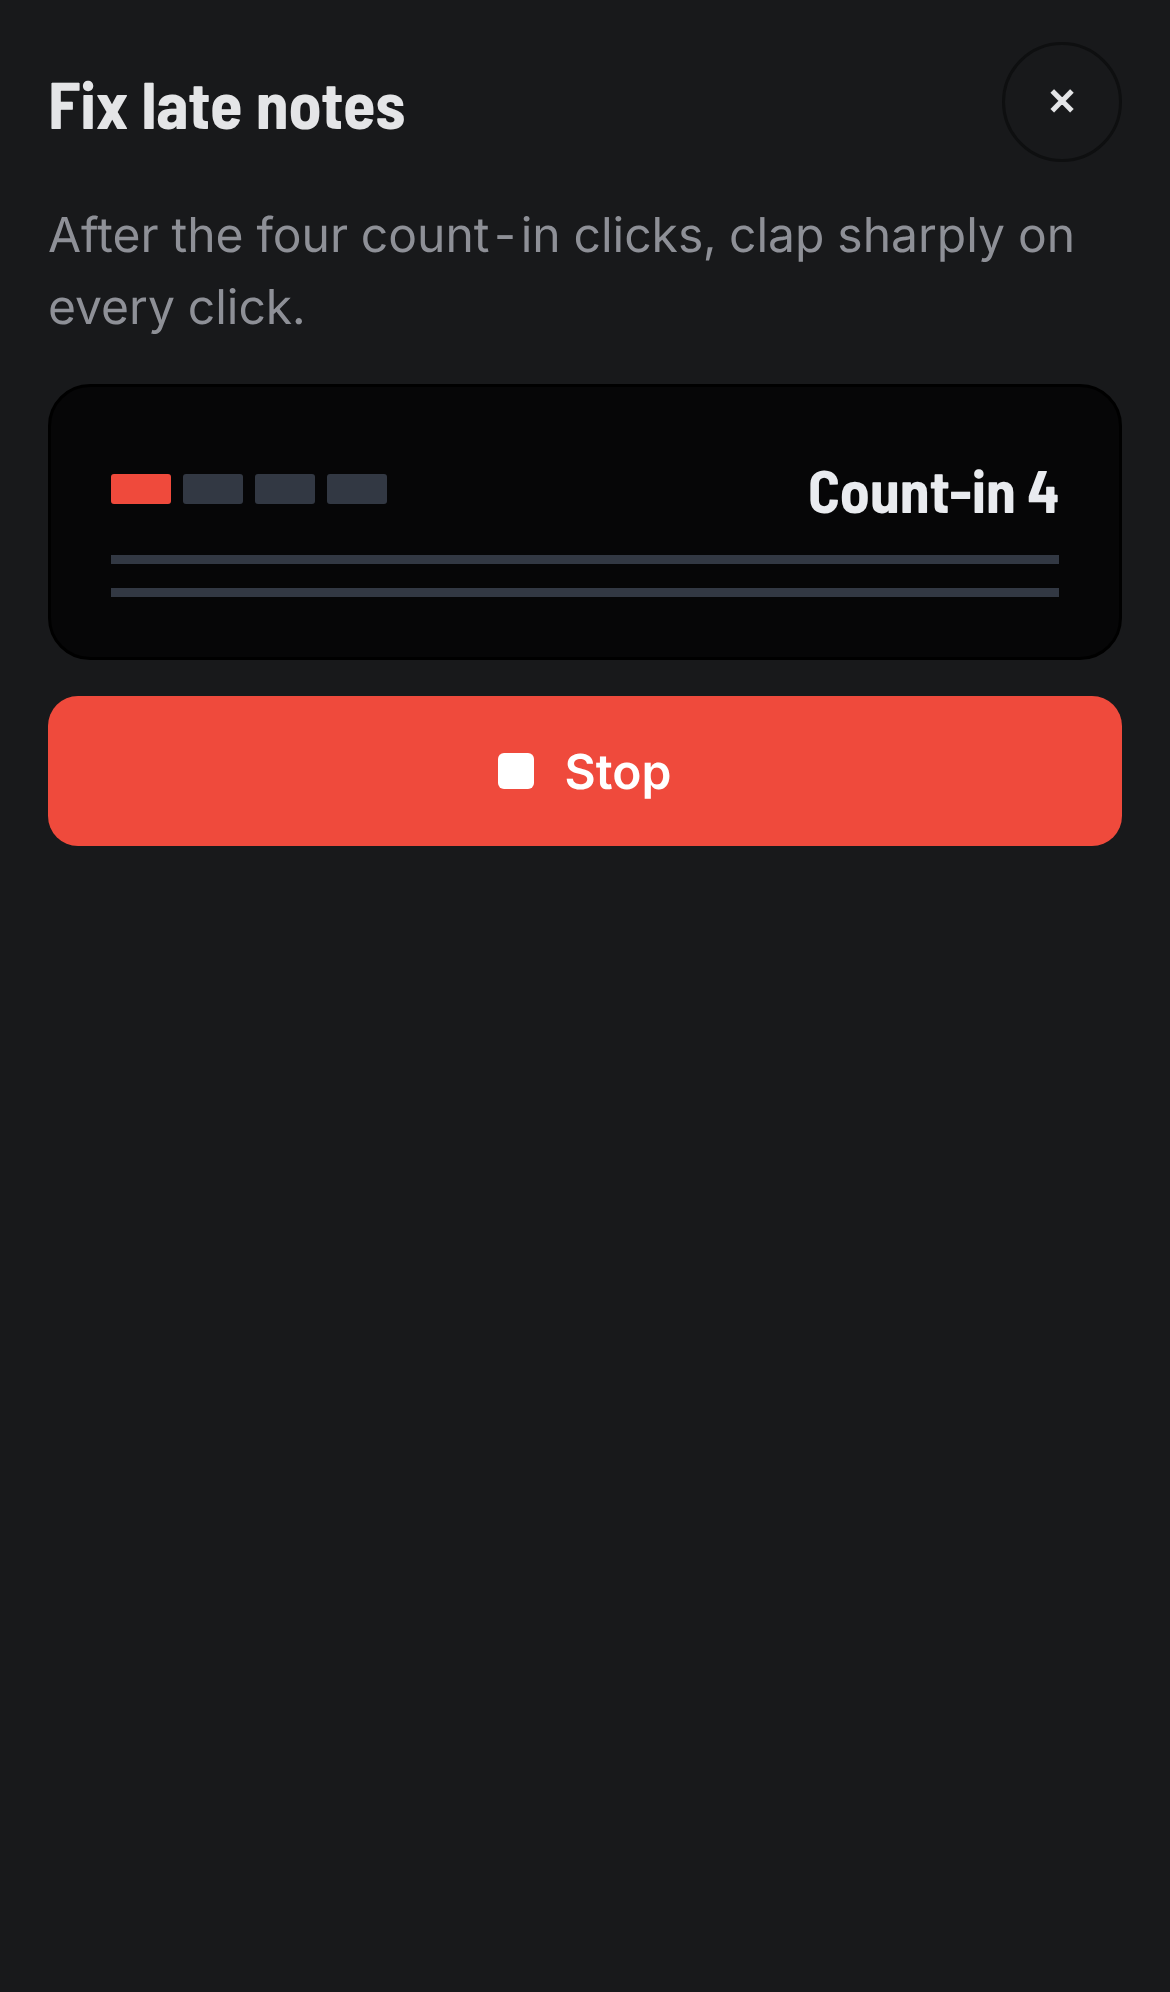 Fix late notes
After the four count-in clicks, clap sharply on
every click.
Count-in 4
Stop